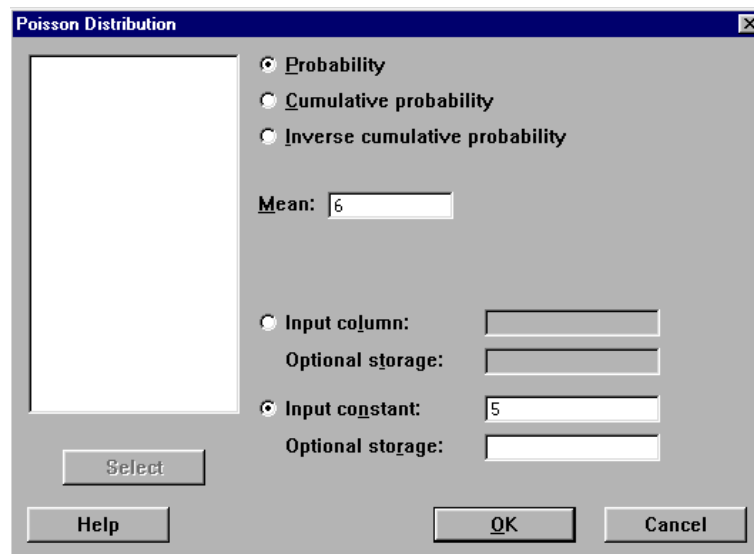 Poisson Distribution
Probability
Cumulative probability
Inverse cumulative probability
Mean: 6
Input column:
Optional storage:
Input constant: 5
Optional storage:
Select
Help
OK
Cancel